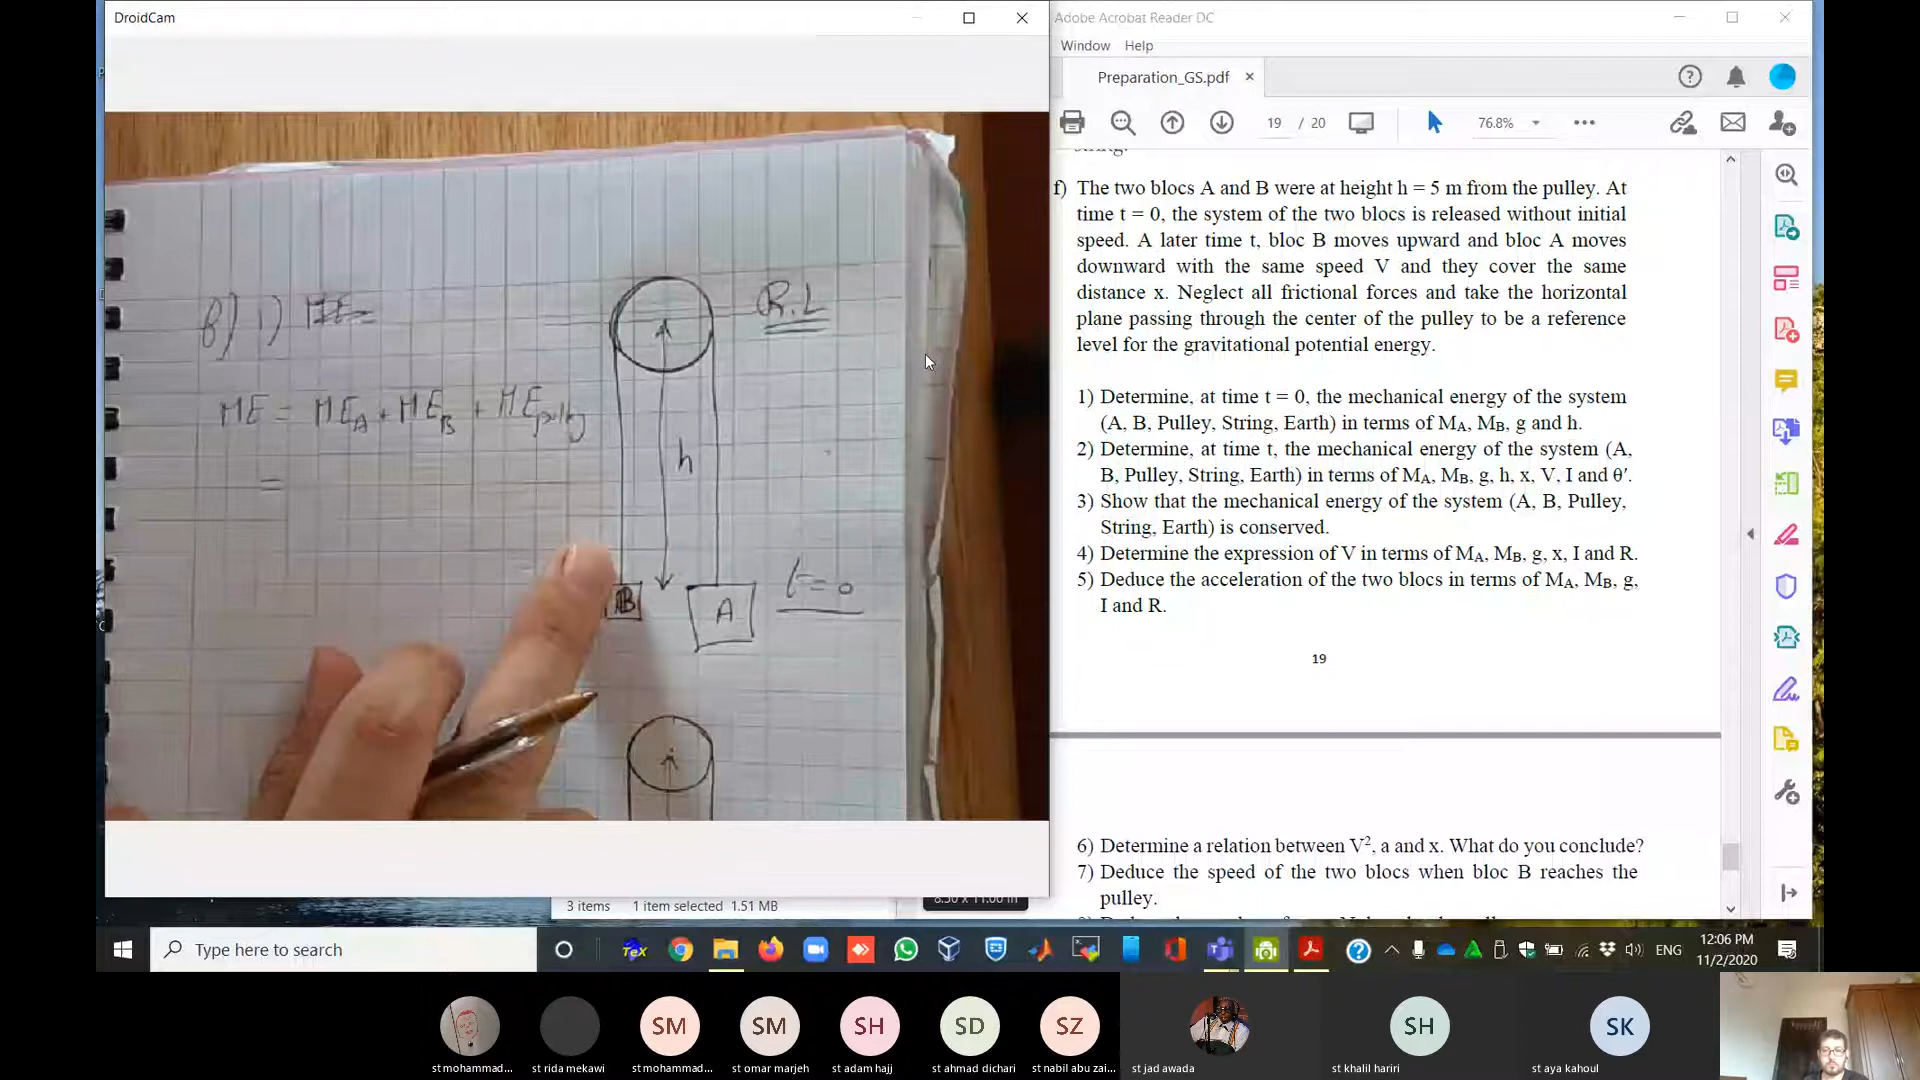 DroidCam
Adobe Acrobat Reader DC
Window Help
Preparation_GS.pdf
19 / 20
76.8%
f) The two blocs A and B were at height h = 5 m from the pulley. At
time t = 0, the system of the two blocs is released without initial
speed. A later time t, bloc B moves upward and bloc A moves
downward with the same speed V and they cover the same
distance x. Neglect all frictional forces and take the horizontal
plane passing through the center of the pulley to be a reference
level for the gravitational potential energy.
1) Determine, at time t = 0, the mechanical energy of the system
(A, B, Pulley, String, Earth) in terms of MA, MB, g and h.
2) Determine, at time t, the mechanical energy of the system (A,
B, Pulley, String, Earth) in terms of MA, MB, g, h, x, V, I and θ′.
3) Show that the mechanical energy of the system (A, B, Pulley,
String, Earth) is conserved.
4) Determine the expression of V in terms of MA, MB, g, x, I and R.
5) Deduce the acceleration of the two blocs in terms of MA, MB, g,
I and R.
19
6) Determine a relation between V², a and x. What do you conclude?
7) Deduce the speed of the two blocs when bloc B reaches the
pulley.
f) 1)
R.L
ME = ME_A + ME_B + ME_pulley
=
h
B
A
t=0
3 items 1 item selected 1.51 MB
8.50 x 11.00 in
Type here to search
ENG
12:06 PM
11/2/2020
SM
SM
SH
SD
SZ
SH
SK
st mohammad...
st rida mekawi
st mohammad...
st omar marjeh
st adam hajj
st ahmad dichari
st nabil abu zai...
st jad awada
st khalil hariri
st aya kahoul